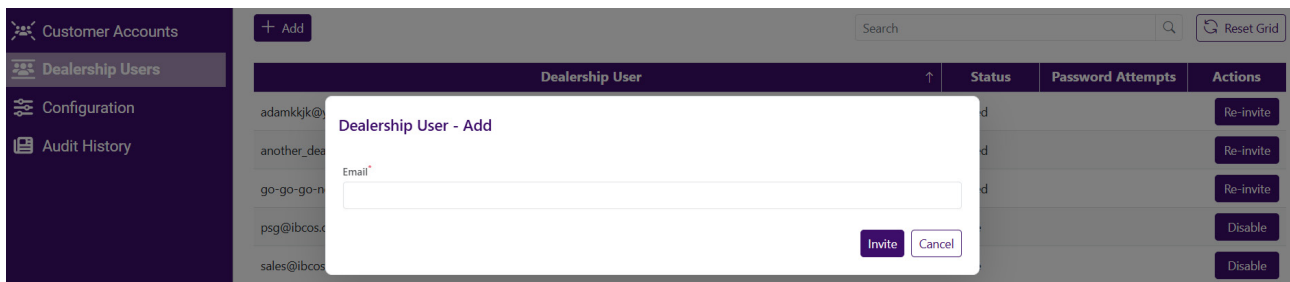 Customer Accounts
Dealership Users
Configuration
Audit History
+ Add
Search
Reset Grid
Dealership User ↑ Status Password Attempts Actions
adamkkjk@ Re-invite
another_dea Re-invite
go-go-go-n Re-invite
psg@ibcos. Disable
sales@ibcos Disable
Dealership User - Add
Email*
Invite Cancel